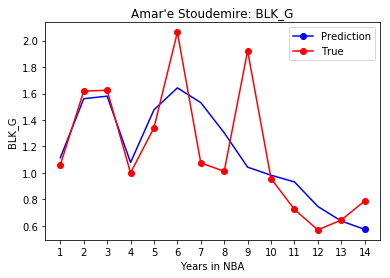 Amar'e Stoudemire: BLK_G
Prediction
True
BLK_G
2.0
1.8
1.6
1.4
1.2
1.0
0.8
0.6
1 2 3 4 5 6 7 8 9 10 11 12 13 14
Years in NBA